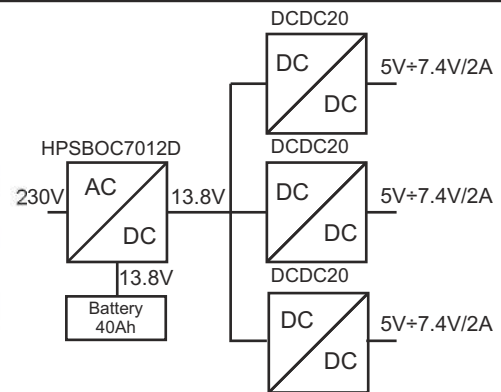 DCDC20
DC
DC
5V÷7.4V/2A
HPSBOC7012D
230V
AC
DC
13.8V
DCDC20
DC
DC
5V÷7.4V/2A
13.8V
Battery
40Ah
DCDC20
DC
DC
5V÷7.4V/2A